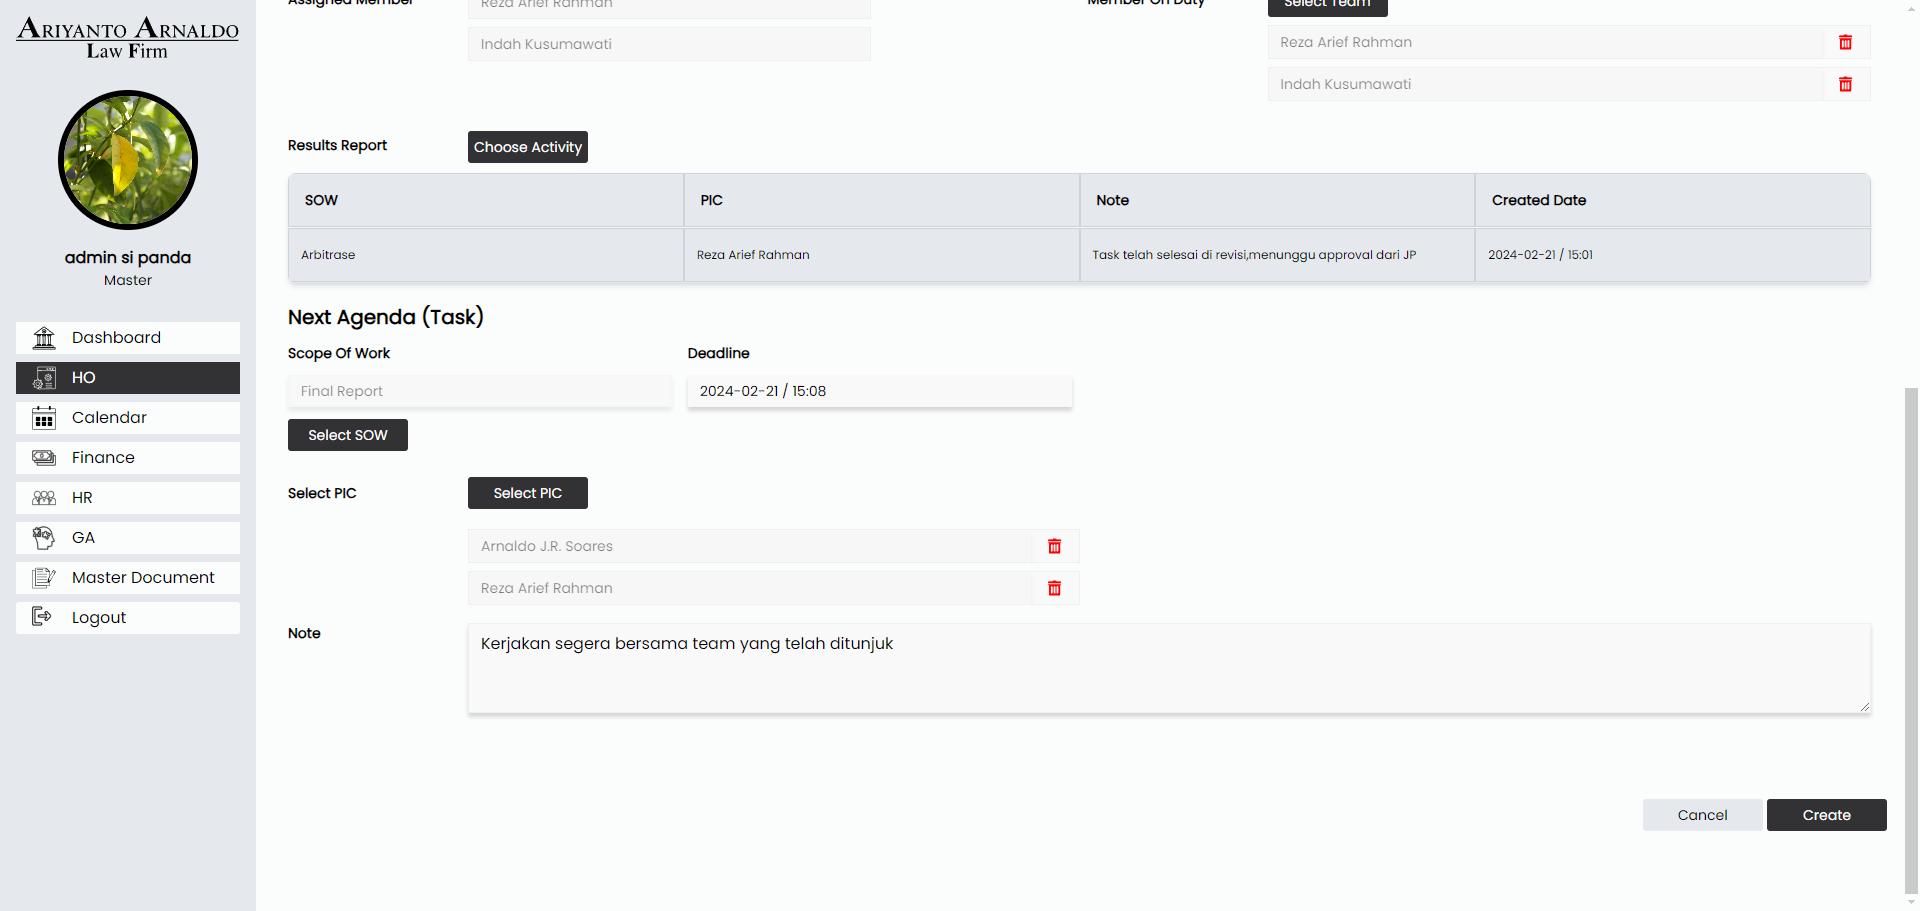 ARIYANTO ARNALDO
Law Firm
admin si panda
Master
Dashboard
HO
Calendar
Finance
HR
GA
Master Document
Logout
Assigned Member
Reza Arief Rahman
Indah Kusumawati
Member On Duty
Select Team
Reza Arief Rahman
Indah Kusumawati
Results Report
Choose Activity
SOW PIC Note Created Date
Arbitrase Reza Arief Rahman Task telah selesai di revisi,menunggu approval dari JP 2024-02-21 / 15:01
Next Agenda (Task)
Scope Of Work Deadline
Final Report 2024-02-21 / 15:08
Select SOW
Select PIC Select PIC
Arnaldo J.R. Soares
Reza Arief Rahman
Note
Kerjakan segera bersama team yang telah ditunjuk
Cancel Create